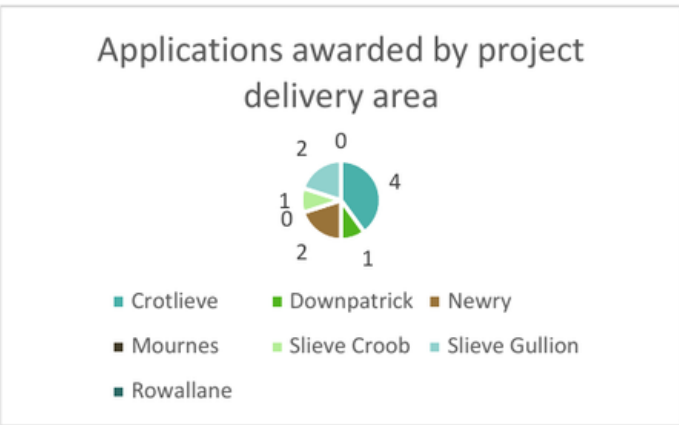 Applications awarded by project
delivery area
0
2
4
1
0
2
1
Crotlieve
Downpatrick
Newry
Mournes
Slieve Croob
Slieve Gullion
Rowallane